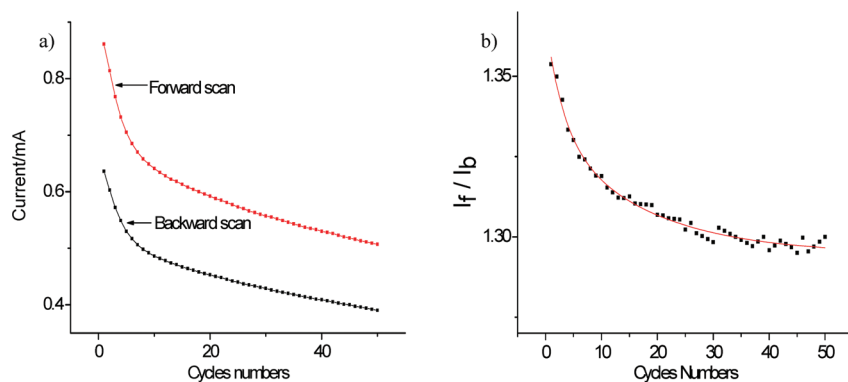 a)
Current/mA
0.8
0.6
0.4
0
20
40
Cycles numbers
Forward scan
Backward scan
b)
If / Ib
1.35
1.30
0
10
20
30
40
50
Cycles Numbers